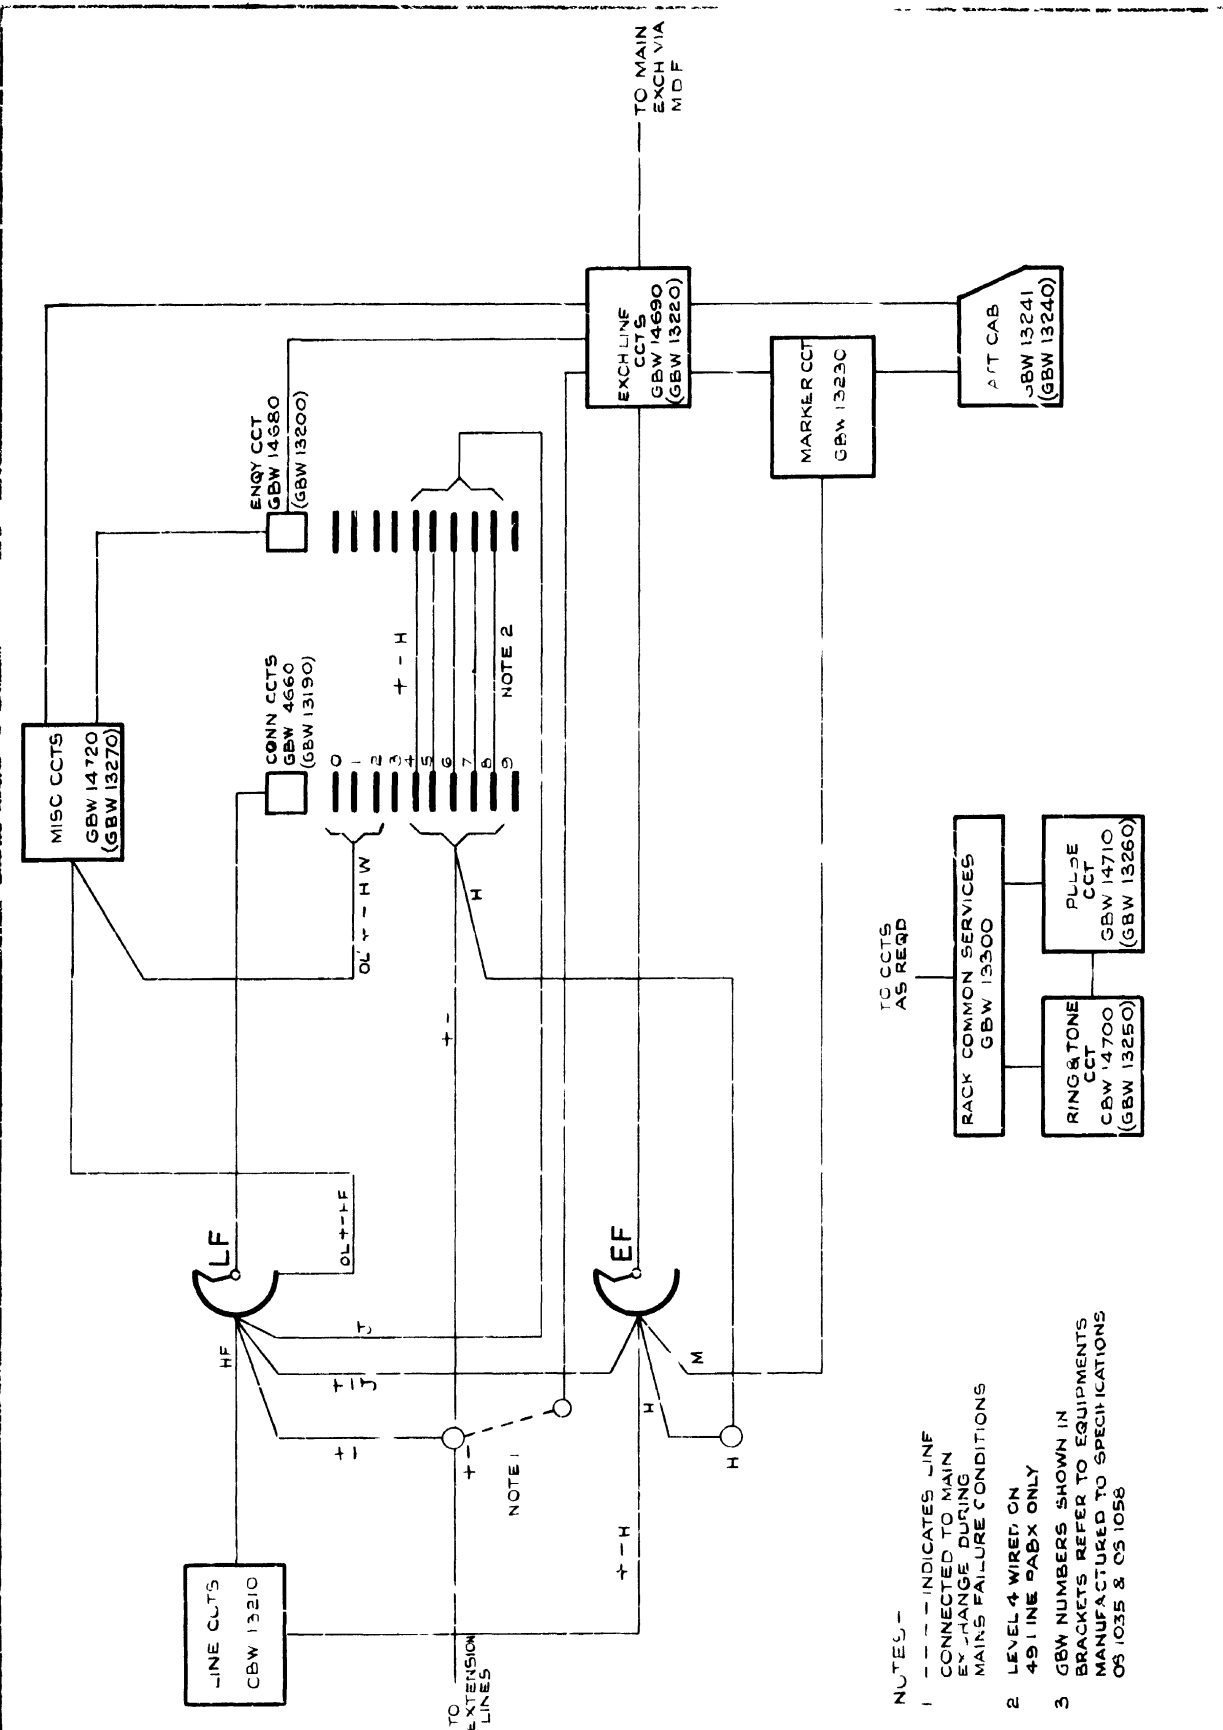 TO MAIN
EXCH VIA
MDF
MISC CCTS
GBW 14720
(GBW 13270)
ENQY CCT
GBW 14680
(GBW 13200)
CONN CCTS
GBW 4660
(GBW 13190)
EXCH LINE
CCTS
GBW 14690
(GBW 13220)
MARKER CCT
GBW 13230
CAB
GBW 13241
(GBW 13240)
0
1
2
3
4
5
6
7
8
9
+ - H
NOTE 2
OL + - H W
H
+ -
LF
OL + - HF
HF
J
+ - J
+ -
+ -
NOTE 1
EF
M
H
H
+ - H
LINE CCTS
GBW 13210
TO
EXTENSION
LINES
TO CCTS
AS REQD
RACK COMMON SERVICES
GBW 13300
RING & TONE
CCT
GBW 14700
(GBW 13250)
PULSE
CCT
GBW 14710
(GBW 13260)
NOTES -
1 - - - - INDICATES LINE
CONNECTED TO MAIN
EXCHANGE DURING
MAINS FAILURE CONDITIONS
2 LEVEL 4 WIRED ON
49 LINE PABX ONLY
3 GBW NUMBERS SHOWN IN
BRACKETS REFER TO EQUIPMENTS
MANUFACTURED TO SPECIFICATIONS
OS 1035 & OS 1058